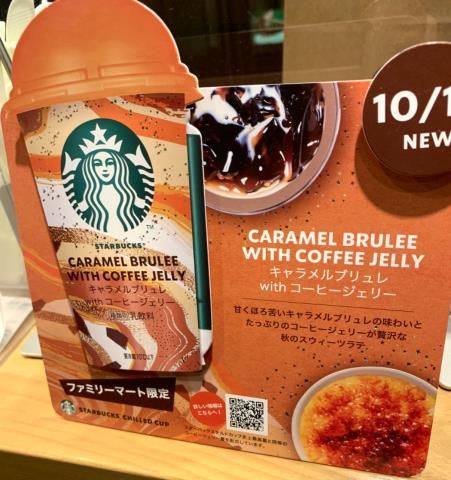 STARBUCKS
CARAMEL BRULEE
WITH COFFEE JELLY
キャラメルブリュレ
with コーヒージェリー
乳飲料
ファミリーマート限定
STARBUCKS CHILLED CUP
10/1
NEW
CARAMEL BRULEE
WITH COFFEE JELLY
キャラメルブリュレ
with コーヒージェリー
甘くほろ苦いキャラメルブリュレの味わいと
たっぷりのコーヒージェリーが贅沢な
秋のスウィーツラテ。
詳しい情報は
こちらへ!